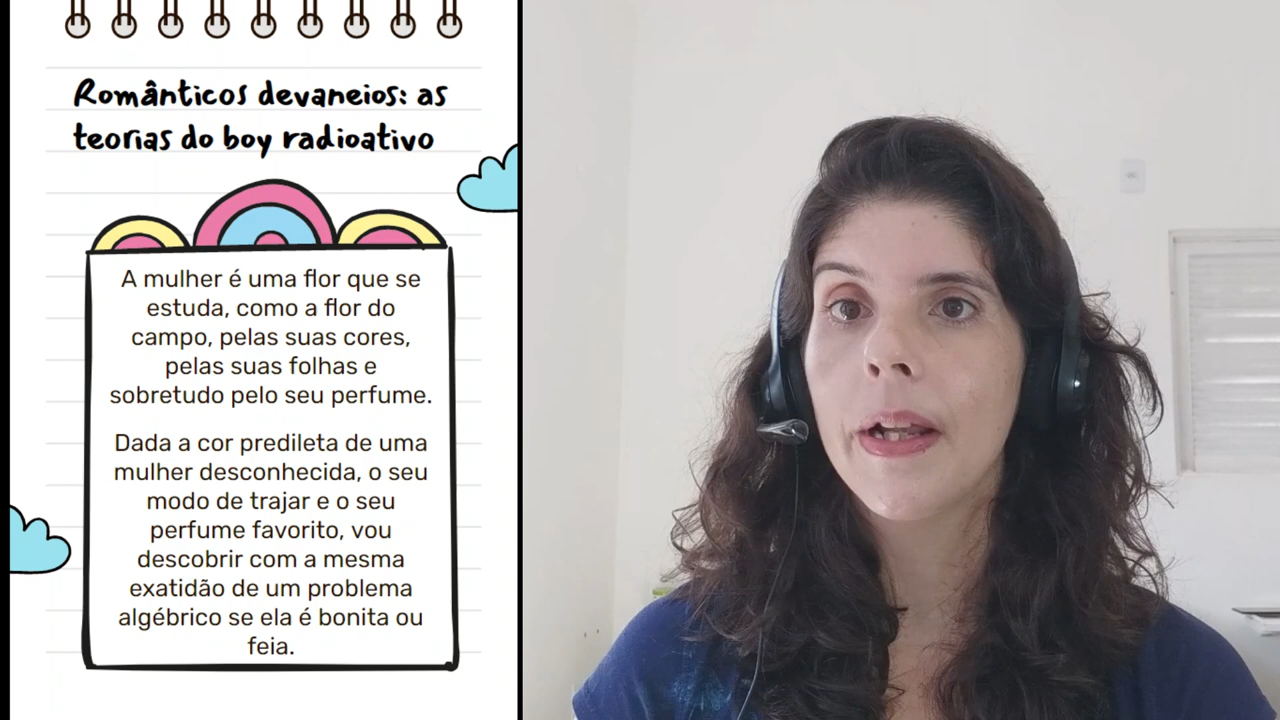 Românticos devaneios: as
teorias do boy radioativo
A mulher é uma flor que se
estuda, como a flor do
campo, pelas suas cores,
pelas suas folhas e
sobretudo pelo seu perfume.
Dada a cor predileta de uma
mulher desconhecida, o seu
modo de trajar e o seu
perfume favorito, vou
descobrir com a mesma
exatidão de um problema
algébrico se ela é bonita ou
feia.